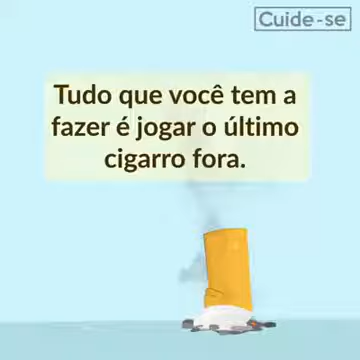 Cuide-se
Tudo que você tem a
fazer é jogar o último
cigarro fora.